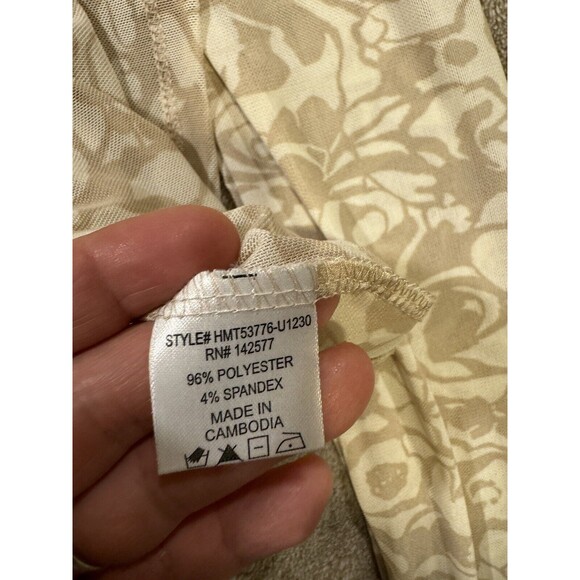 STYLE# HMT53776-U1230
RN# 142577
96% POLYESTER
4% SPANDEX
MADE IN
CAMBODIA